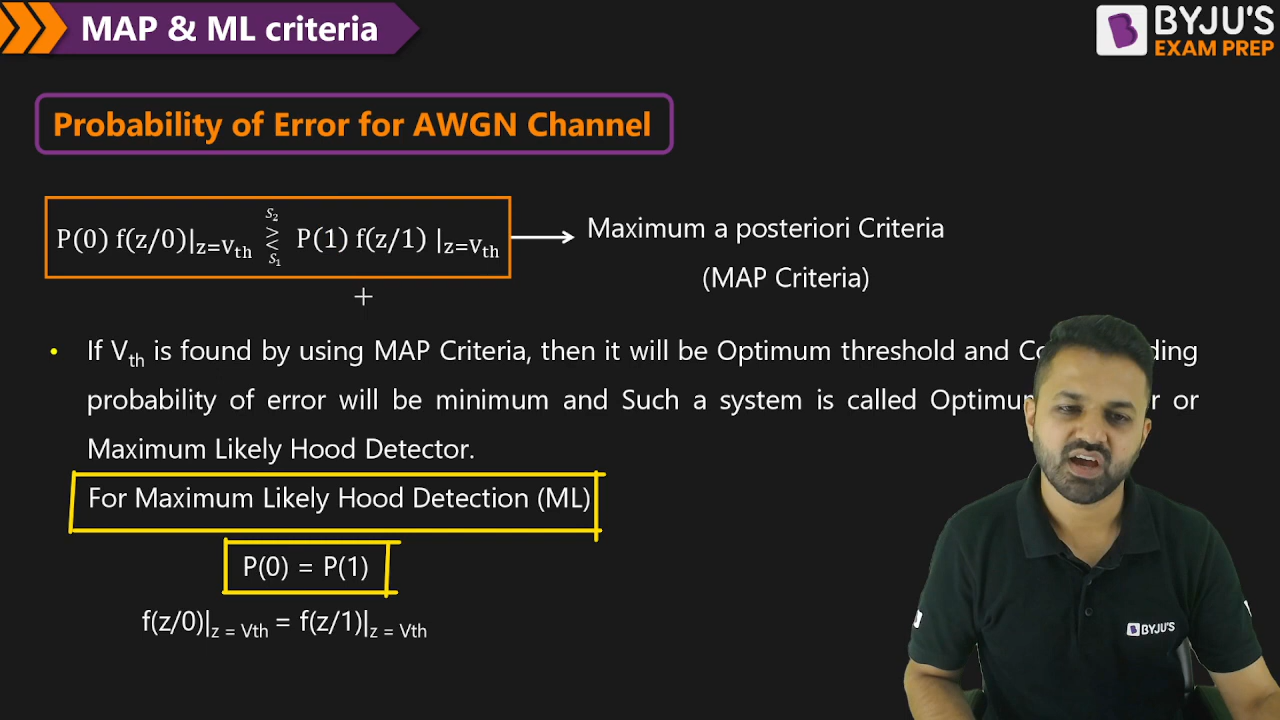 MAP & ML criteria
BYJU'S
EXAM PREP
Probability of Error for AWGN Channel
P(0) f(z/0)|z=Vth S2 > < S1 P(1) f(z/1) |z=Vth
Maximum a posteriori Criteria
(MAP Criteria)
• If Vth is found by using MAP Criteria, then it will be Optimum threshold and
probability of error will be minimum and Such a system is called or
Maximum Likely Hood Detector.
For Maximum Likely Hood Detection (ML)
P(0) = P(1)
f(z/0)|z = Vth = f(z/1)|z = Vth
BYJU'S